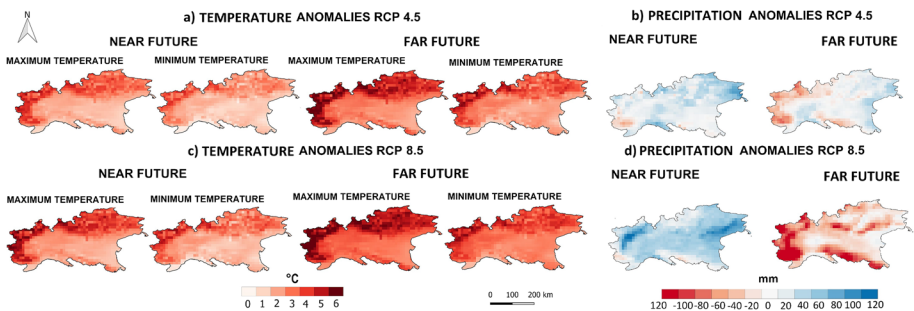 N
a) TEMPERATURE ANOMALIES RCP 4.5
NEAR FUTURE
FAR FUTURE
MAXIMUM TEMPERATURE
MINIMUM TEMPERATURE
MAXIMUM TEMPERATURE
MINIMUM TEMPERATURE
b) PRECIPITATION ANOMALIES RCP 4.5
NEAR FUTURE
FAR FUTURE
c) TEMPERATURE ANOMALIES RCP 8.5
NEAR FUTURE
FAR FUTURE
MAXIMUM TEMPERATURE
MINIMUM TEMPERATURE
MAXIMUM TEMPERATURE
MINIMUM TEMPERATURE
d) PRECIPITATION ANOMALIES RCP 8.5
NEAR FUTURE
FAR FUTURE
°C
0 1 2 3 4 5 6
0 100 200 km
mm
120 -100-80 -60 -40 -20 0 20 40 60 80 100 120